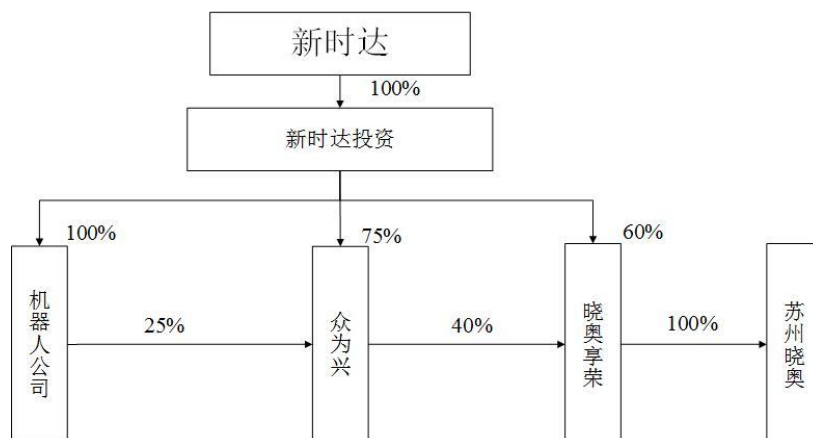 新时达
100%
新时达投资
100%
75%
60%
机器人公司
25%
众为兴
40%
晓奥享荣
100%
苏州晓奥